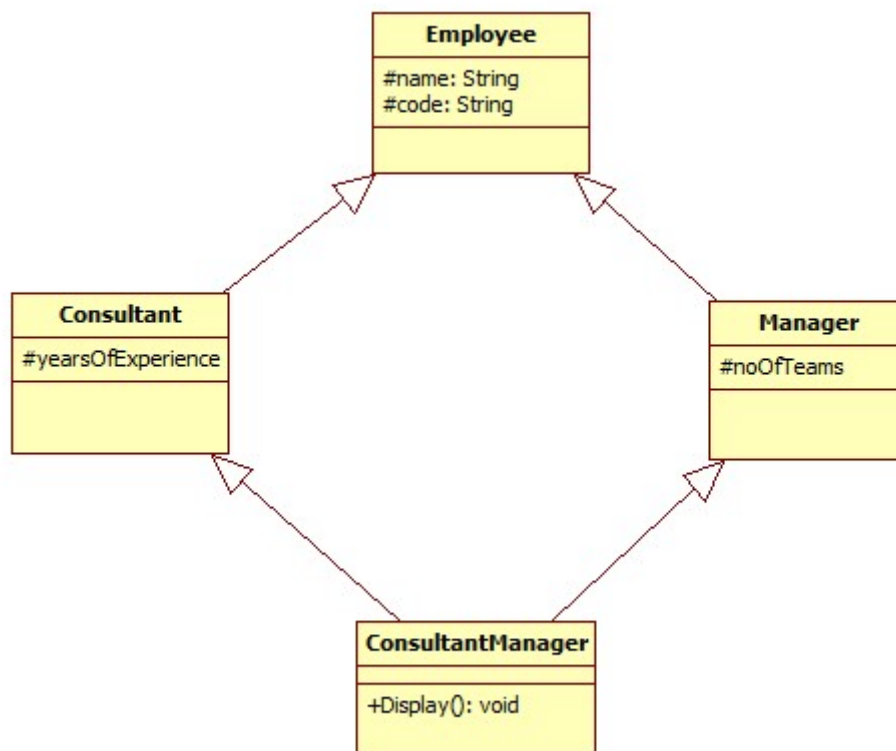 Employee
#name: String
#code: String
Consultant
#yearsOfExperience
Manager
#noOfTeams
ConsultantManager
+Display(): void